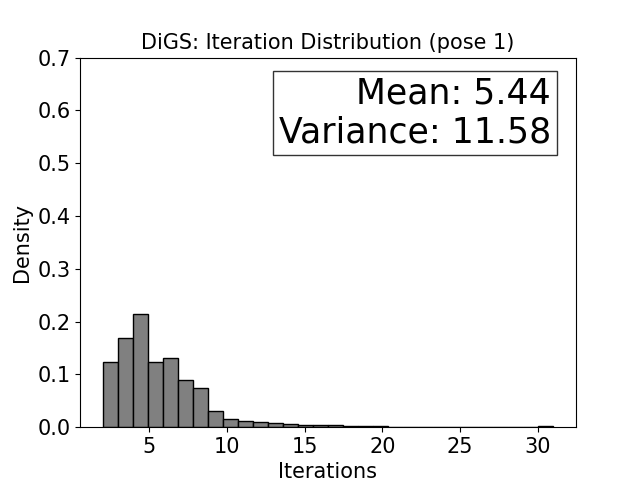 DiGS: Iteration Distribution (pose 1)
Mean: 5.44
Variance: 11.58
Density
0.7
0.6
0.5
0.4
0.3
0.2
0.1
0.0
5 10 15 20 25 30
Iterations